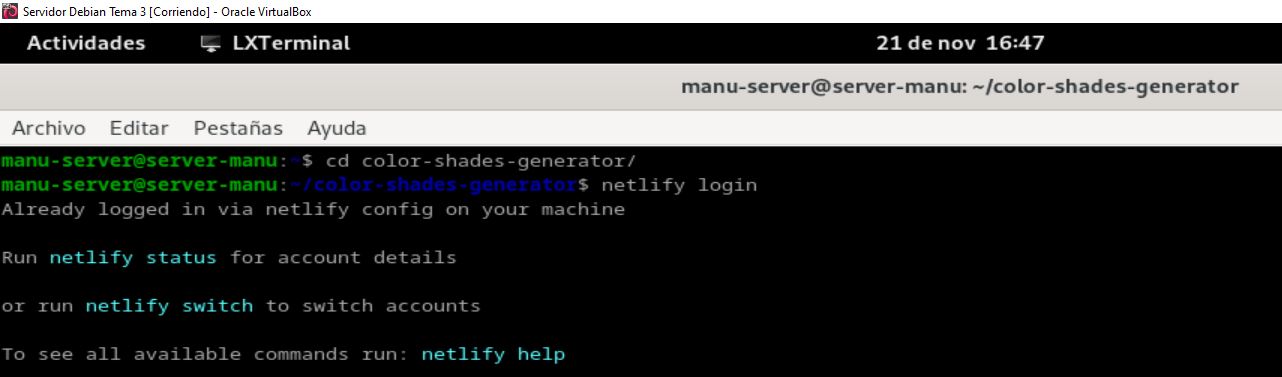 Servidor Debian Tema 3 [Corriendo] - Oracle VirtualBox
Actividades LXTerminal 21 de nov 16:47
manu-server@server-manu: ~/color-shades-generator
Archivo Editar Pestañas Ayuda
manu-server@server-manu:~$ cd color-shades-generator/
manu-server@server-manu:~/color-shades-generator$ netlify login
Already logged in via netlify config on your machine
Run netlify status for account details
or run netlify switch to switch accounts
To see all available commands run: netlify help